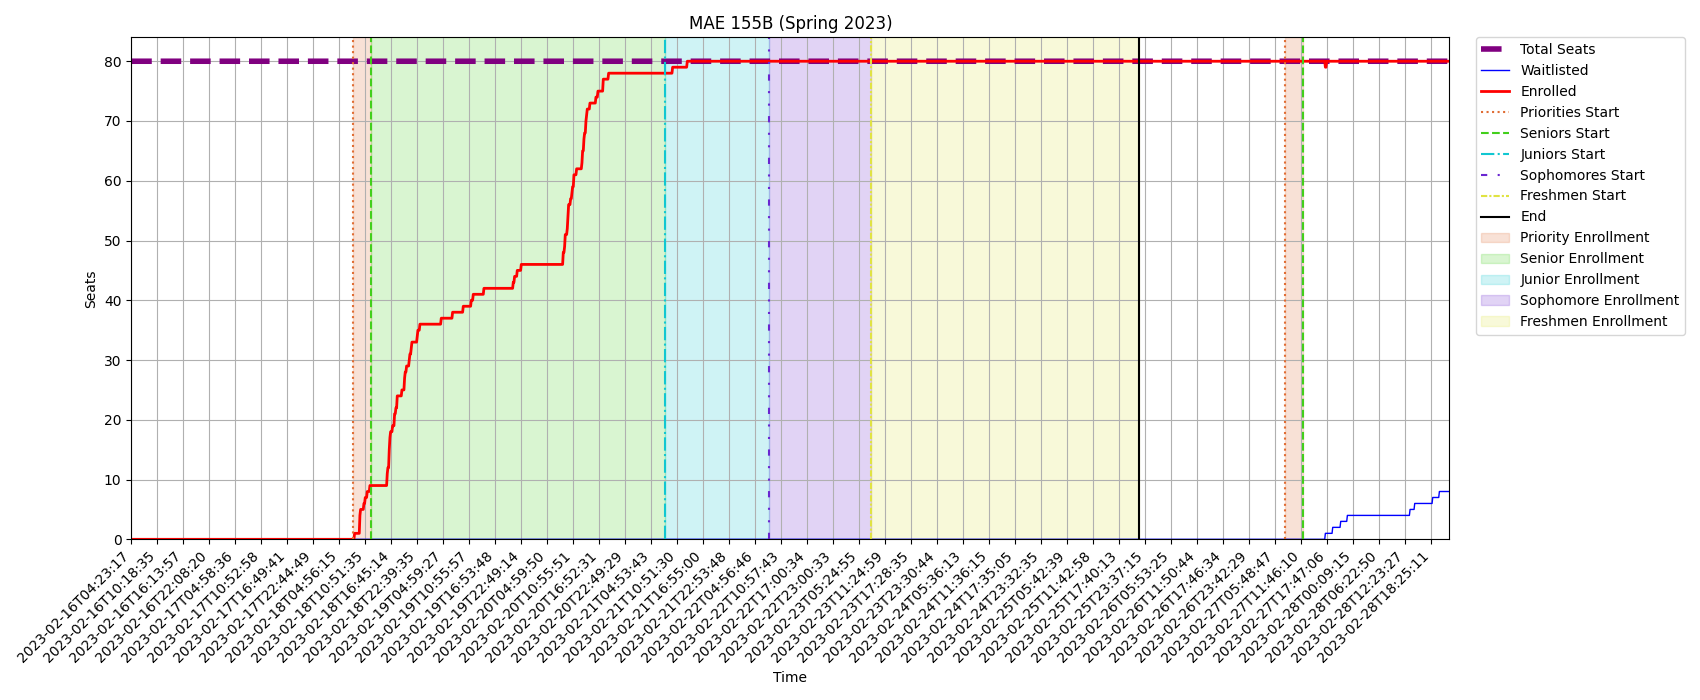 MAE 155B (Spring 2023)
Seats
80
70
60
50
40
30
20
10
0
2023-02-16T04:23:17
2023-02-16T10:18:35
2023-02-16T16:13:57
2023-02-16T22:08:20
2023-02-17T04:58:36
2023-02-17T10:52:58
2023-02-17T16:49:41
2023-02-17T22:44:49
2023-02-18T04:56:15
2023-02-18T10:51:35
2023-02-18T16:45:14
2023-02-18T22:39:35
2023-02-19T04:59:27
2023-02-19T10:55:57
2023-02-19T16:53:48
2023-02-19T22:49:14
2023-02-20T04:59:50
2023-02-20T10:55:51
2023-02-20T16:52:31
2023-02-20T22:49:29
2023-02-21T04:53:43
2023-02-21T10:51:30
2023-02-21T16:55:00
2023-02-21T22:53:48
2023-02-22T04:56:46
2023-02-22T10:57:43
2023-02-22T17:00:34
2023-02-22T23:00:33
2023-02-23T05:24:55
2023-02-23T11:24:59
2023-02-23T17:28:35
2023-02-23T23:30:44
2023-02-24T05:36:13
2023-02-24T11:36:15
2023-02-24T17:35:05
2023-02-24T23:32:35
2023-02-25T05:42:39
2023-02-25T11:42:58
2023-02-25T17:40:13
2023-02-25T23:37:15
2023-02-26T05:53:25
2023-02-26T11:50:44
2023-02-26T17:46:34
2023-02-26T23:42:29
2023-02-27T05:48:47
2023-02-27T11:46:10
2023-02-27T17:47:06
2023-02-28T00:09:15
2023-02-28T06:22:50
2023-02-28T12:23:27
2023-02-28T18:25:11
Time
Total Seats
Waitlisted
Enrolled
Priorities Start
Seniors Start
Juniors Start
Sophomores Start
Freshmen Start
End
Priority Enrollment
Senior Enrollment
Junior Enrollment
Sophomore Enrollment
Freshmen Enrollment